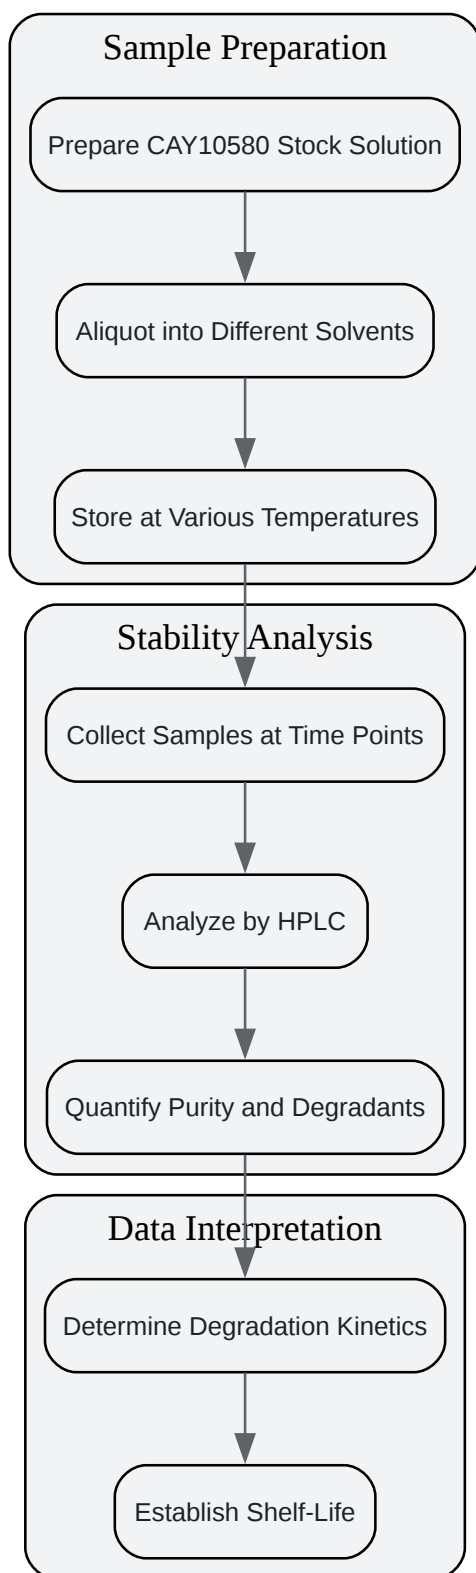 Sample Preparation
Prepare CAY10580 Stock Solution
Aliquot into Different Solvents
Store at Various Temperatures
Stability Analysis
Collect Samples at Time Points
Analyze by HPLC
Quantify Purity and Degradants
Data Interpretation
Determine Degradation Kinetics
Establish Shelf-Life